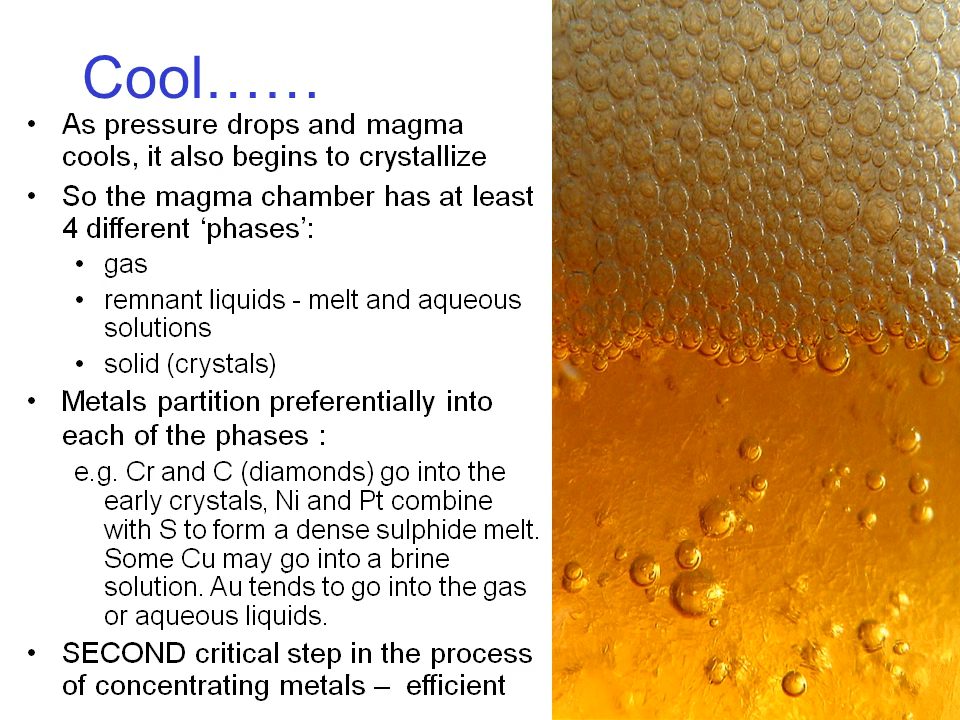 Cool……
• As pressure drops and magma
cools, it also begins to crystallize
• So the magma chamber has at least
4 different ‘phases’:
• gas
• remnant liquids - melt and aqueous
solutions
• solid (crystals)
• Metals partition preferentially into
each of the phases :
e.g. Cr and C (diamonds) go into the
early crystals, Ni and Pt combine
with S to form a dense sulphide melt.
Some Cu may go into a brine
solution. Au tends to go into the gas
or aqueous liquids.
• SECOND critical step in the process
of concentrating metals – efficient